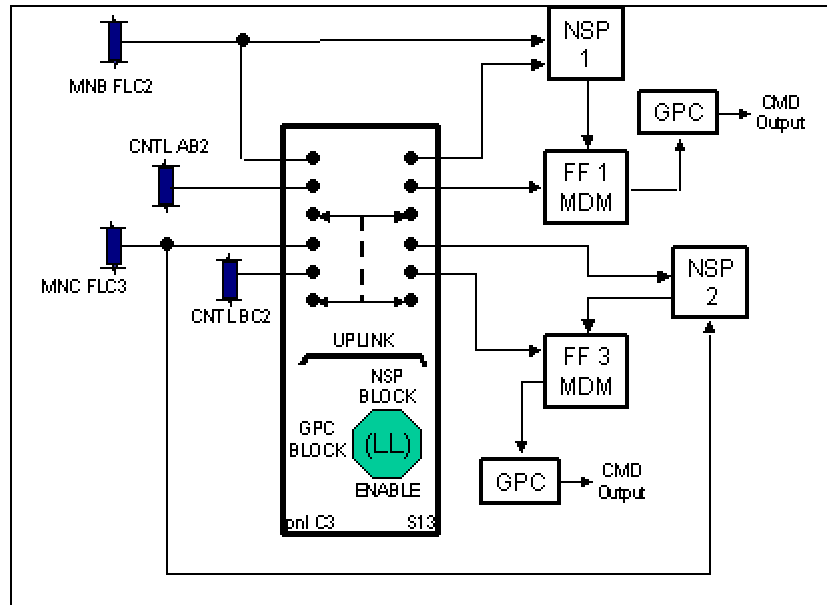 MNB FLC2
CNTL AB2
MNC FLC3
CNTL BC2
NSP
1
GPC
CMD
Output
FF 1
MDM
NSP
2
FF 3
MDM
GPC
CMD
Output
UPLINK
NSP
BLOCK
GPC
BLOCK
(LL)
ENABLE
pnl C3
S13